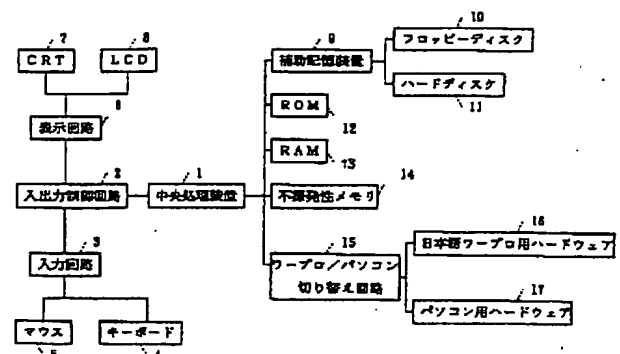 7
8
9
10
CRT
LCD
補助記憶装置
フロッピーディスク
ハードディスク
11
6
表示回路
ROM
12
RAM
13
2
1
14
入出力制御回路
中央処理装置
不揮発性メモリ
3
入力回路
15
ワープロ/パソコン
切り替え回路
16
日本語ワープロ用ハードウェア
17
パソコン用ハードウェア
マウス
キーボード
5
4